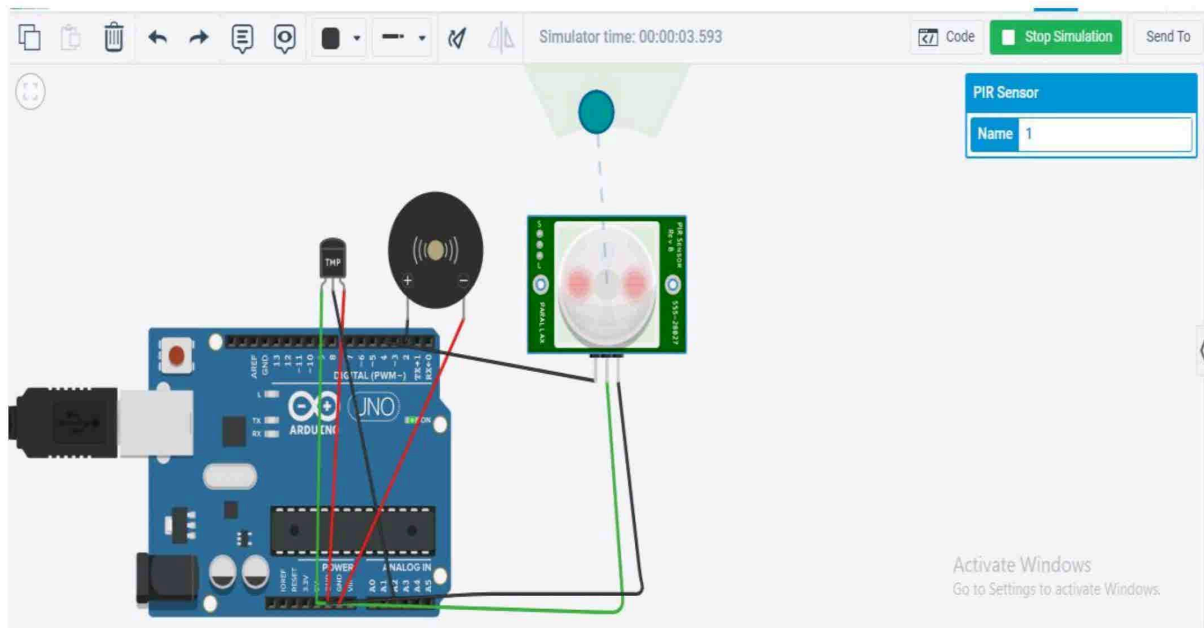 Simulator time: 00:00:03.593
Code
Stop Simulation
Send To
PIR Sensor
Name 1
TMP
+ −
S
L
PIR SENSOR
Rev B
PARALLAX
555-28027
AREF
GND
13
12
~11
~10
~9
8
7
~6
~5
4
~3
2
TX→1
RX←0
DIGITAL (PWM~)
L
TX
RX
UNO
ON
ARDUINO
POWER
ANALOG IN
IOREF
RESET
3.3V
5V
GND
GND
VIN
A0
A1
A2
A3
A4
A5
Activate Windows
Go to Settings to activate Windows.